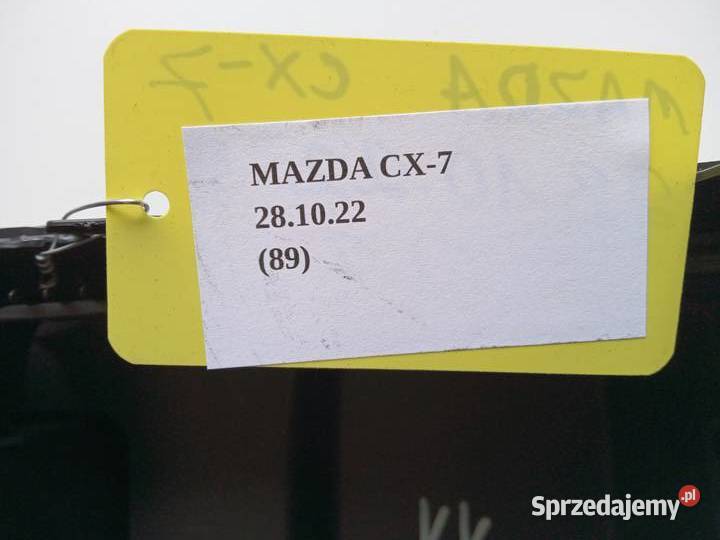 MAZDA CX-7
MAZDA CX-7
28.10.22
(89)
Sprzedajemy.pl